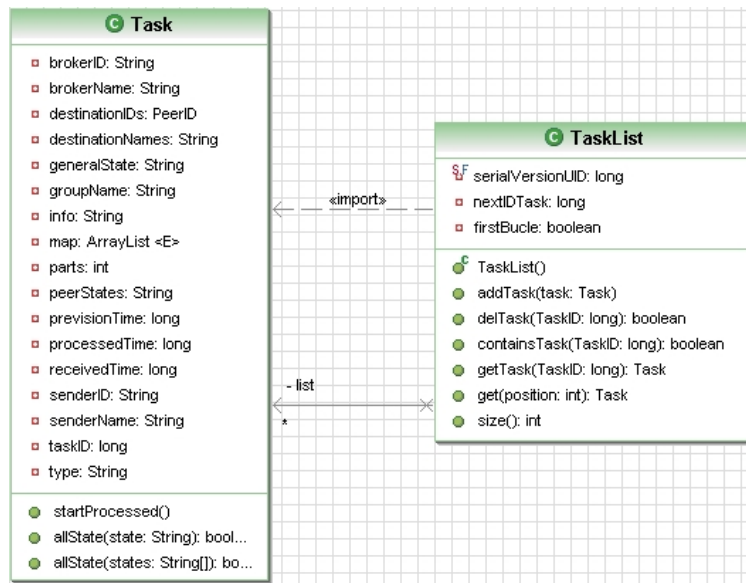 C Task
brokerID: String
brokerName: String
destinationIDs: PeerID
destinationNames: String
generalState: String
groupName: String
info: String
map: ArrayList <E>
parts: int
peerStates: String
previsionTime: long
processedTime: long
receivedTime: long
senderID: String
senderName: String
taskID: long
type: String
startProcessed()
allState(state: String): bool...
allState(states: String[]): bo...
«import»
- list
*
C TaskList
S,F serialVersionUID: long
nextIDTask: long
firstBucle: boolean
C TaskList()
addTask(task: Task)
delTask(TaskID: long): boolean
containsTask(TaskID: long): boolean
getTask(TaskID: long): Task
get(position: int): Task
size(): int